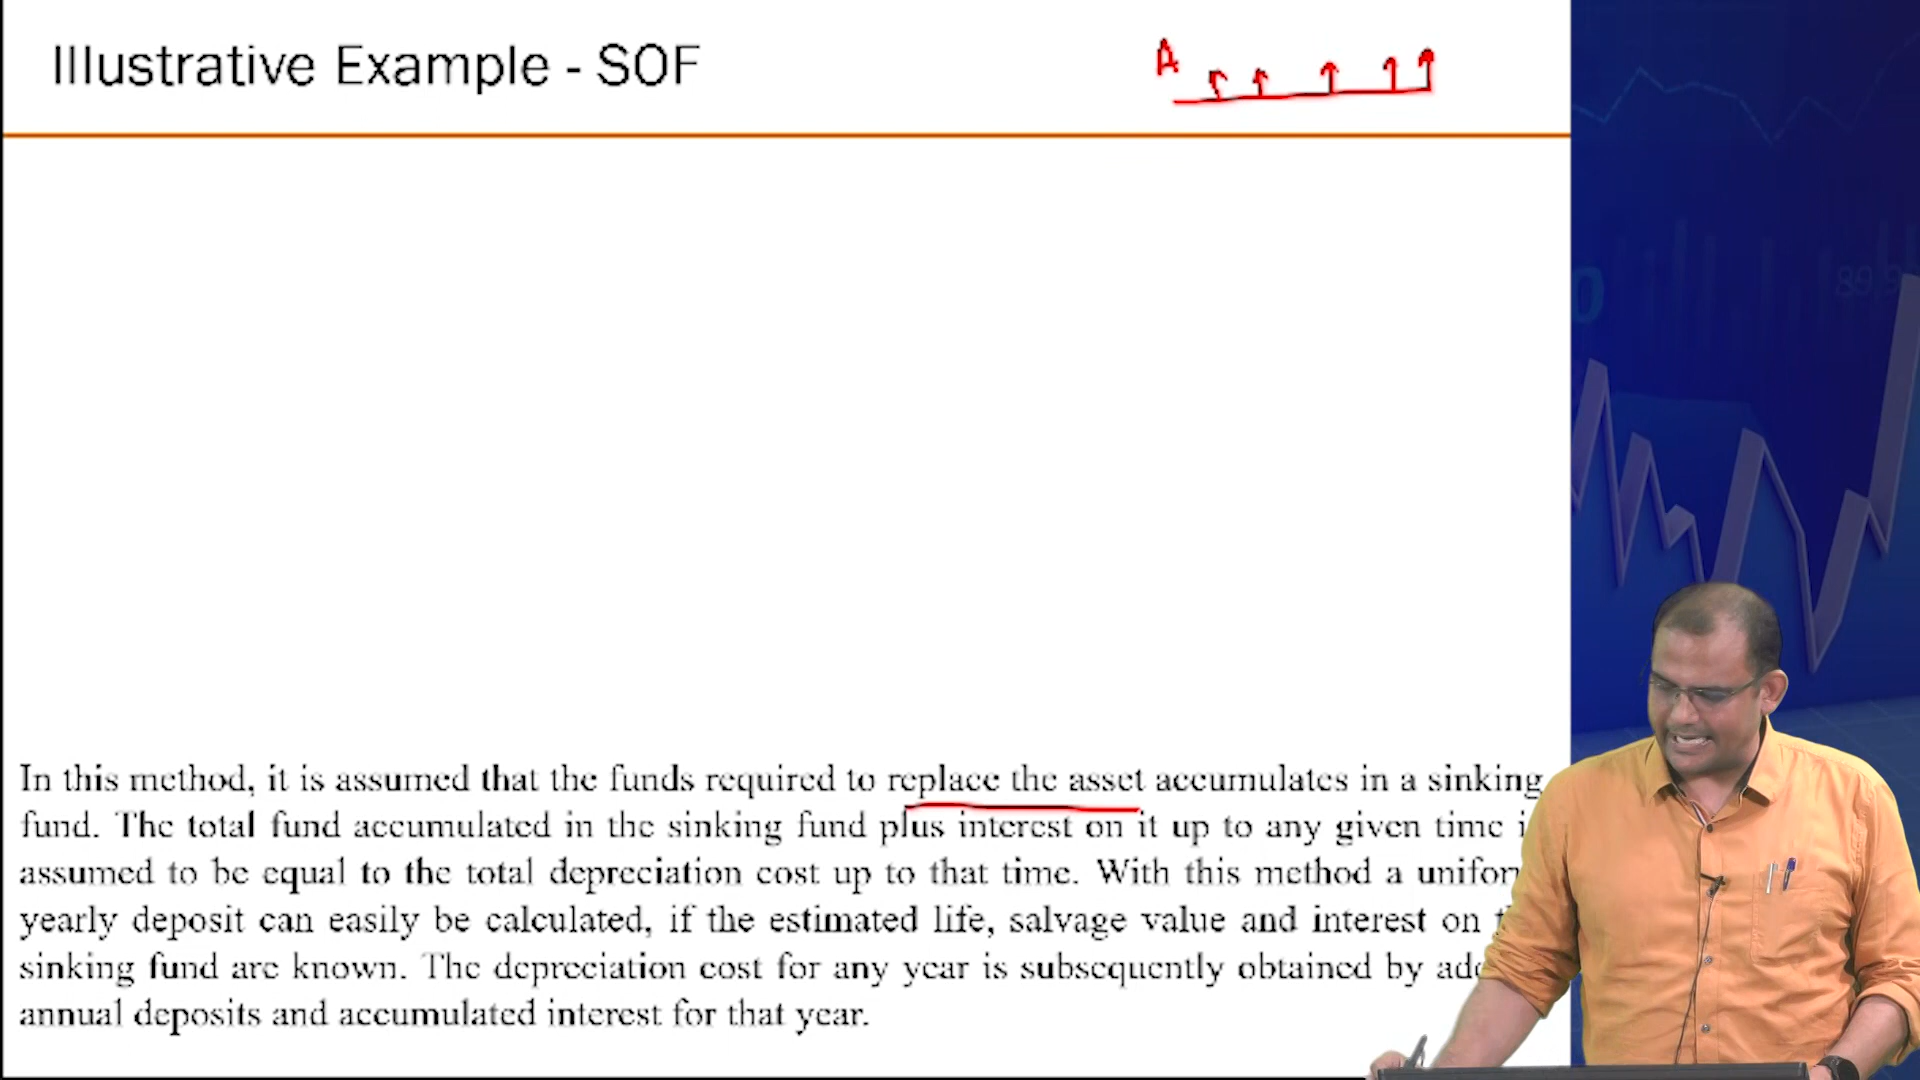 Illustrative Example - SOF
A
In this method, it is assumed that the funds required to replace the asset accumulates in a sinking
fund. The total fund accumulated in the sinking fund plus interest on it up to any given time
assumed to be equal to the total depreciation cost up to that time. With this method a
yearly deposit can easily be calculated, if the estimated life, salvage value and interest on
sinking fund are known. The depreciation cost for any year is subsequently obtained by
annual deposits and accumulated interest for that year.